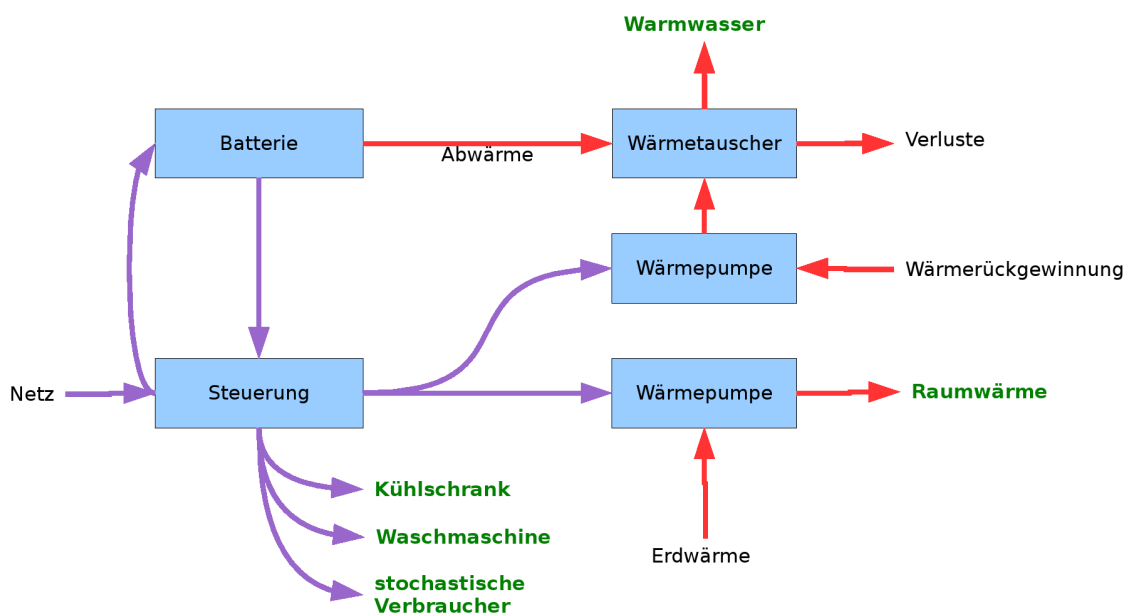 Warmwasser
Batterie
Abwärme
Wärmetauscher
Verluste
Wärmepumpe
Wärmerückgewinnung
Netz
Steuerung
Wärmepumpe
Raumwärme
Kühlschrank
Waschmaschine
Erdwärme
stochastische
Verbraucher